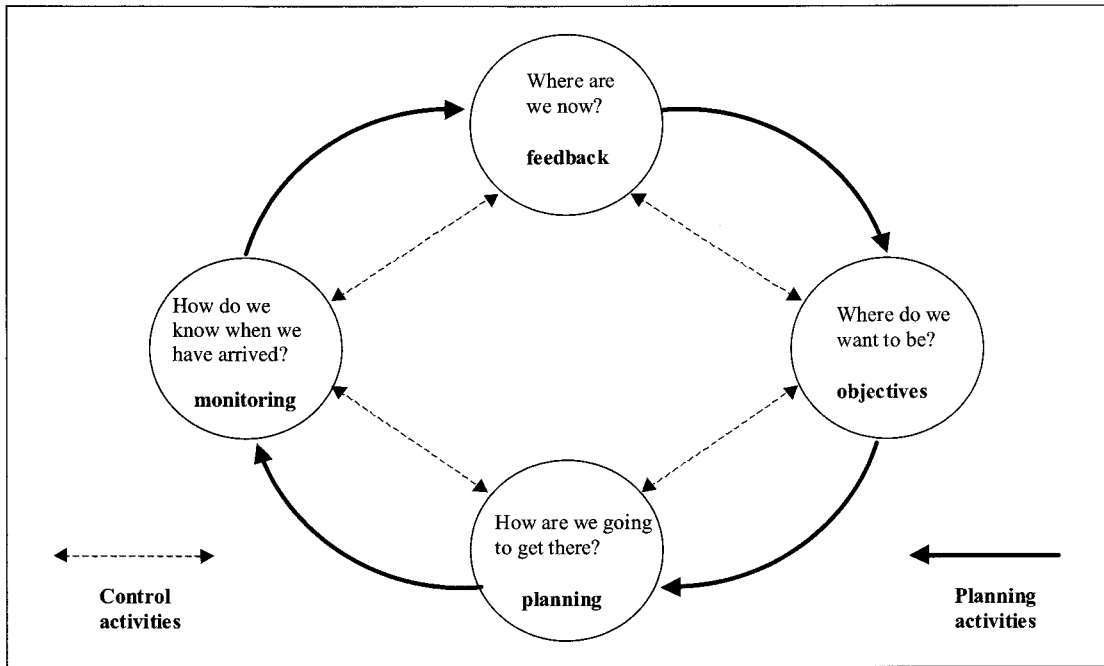 Where are
we now?
feedback
How do we
know when we
have arrived?
monitoring
Where do we
want to be?
objectives
How are we going
to get there?
planning
Control
activities
Planning
activities